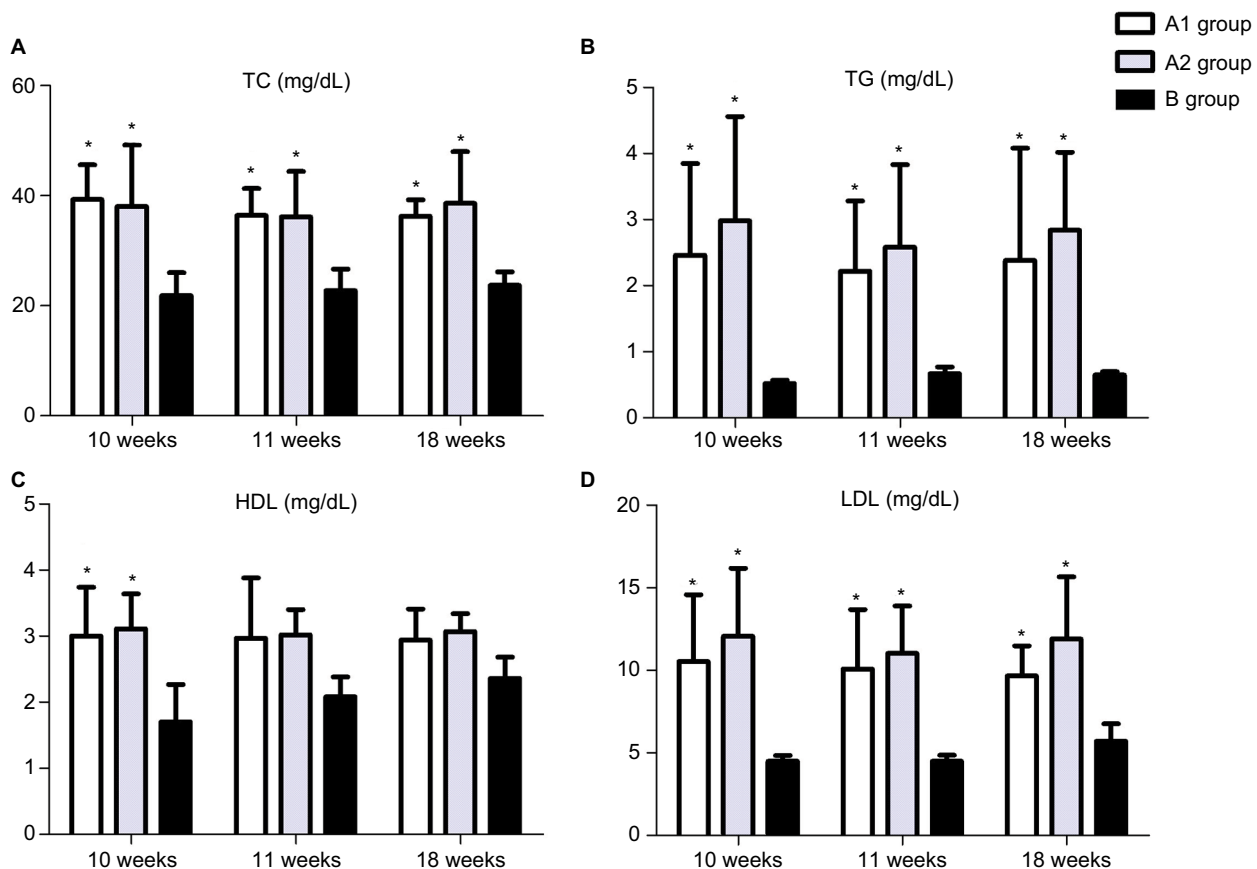 A1 group
A2 group
B group
A
TC (mg/dL)
60
40
20
0
* * * * * *
10 weeks 11 weeks 18 weeks
B
TG (mg/dL)
5
4
3
2
1
0
* * * * * *
10 weeks 11 weeks 18 weeks
C
HDL (mg/dL)
5
4
3
2
1
0
* *
10 weeks 11 weeks 18 weeks
D
LDL (mg/dL)
20
15
10
5
0
* * * * * *
10 weeks 11 weeks 18 weeks